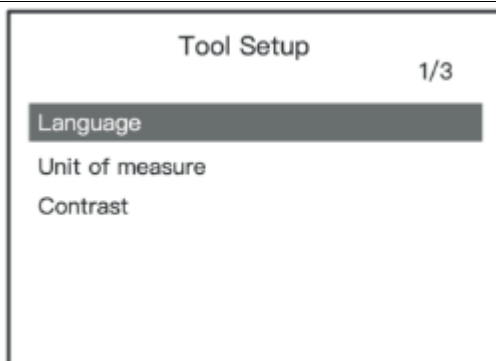 Tool Setup
1/3
Language
Unit of measure
Contrast